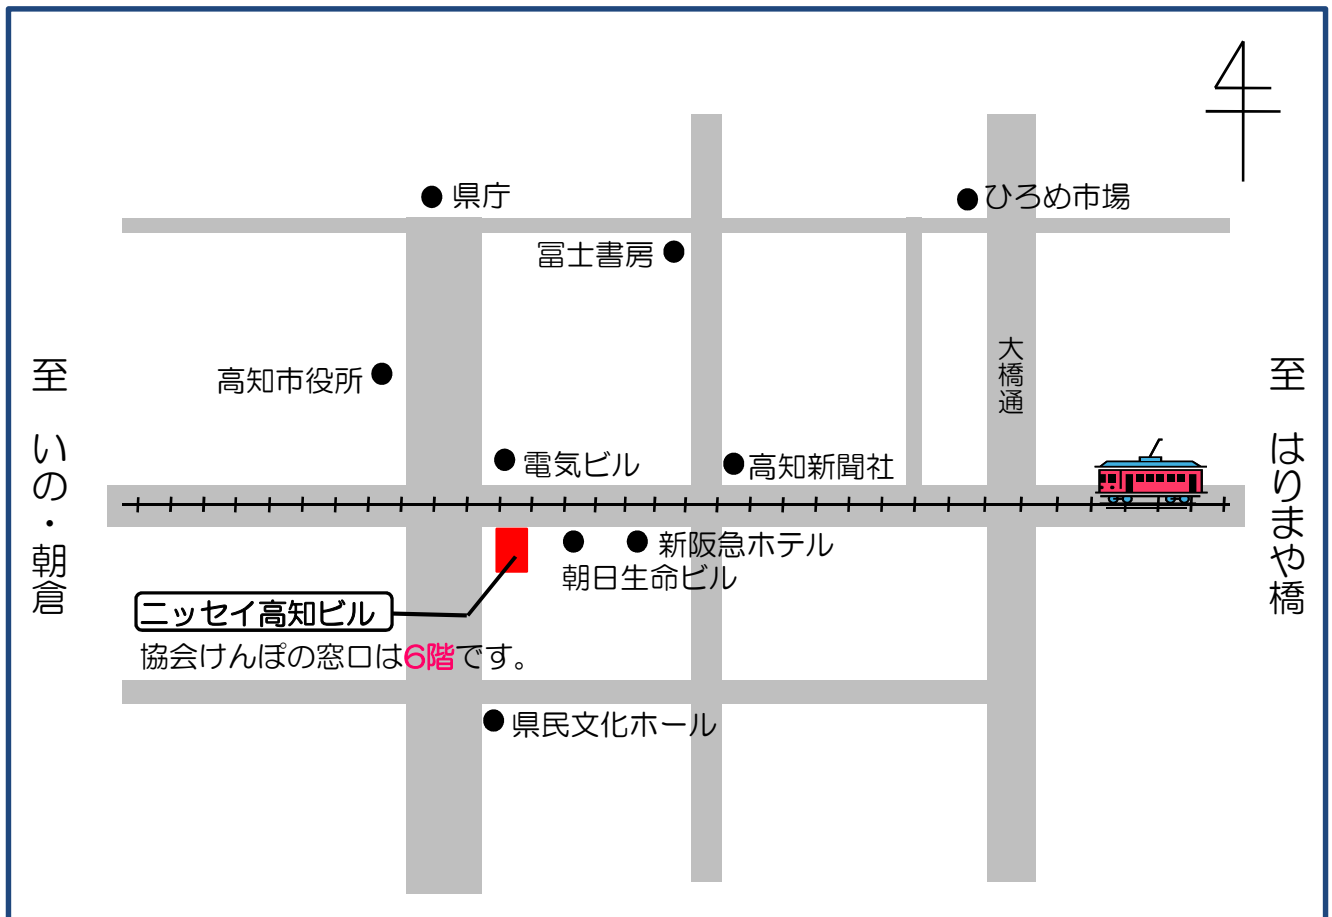 県庁
ひろめ市場
冨士書房
大橋通
高知市役所
至 いの・朝倉
至 はりまや橋
電気ビル
高知新聞社
新阪急ホテル
朝日生命ビル
ニッセイ高知ビル
協会けんぽの窓口は6階です。
県民文化ホール